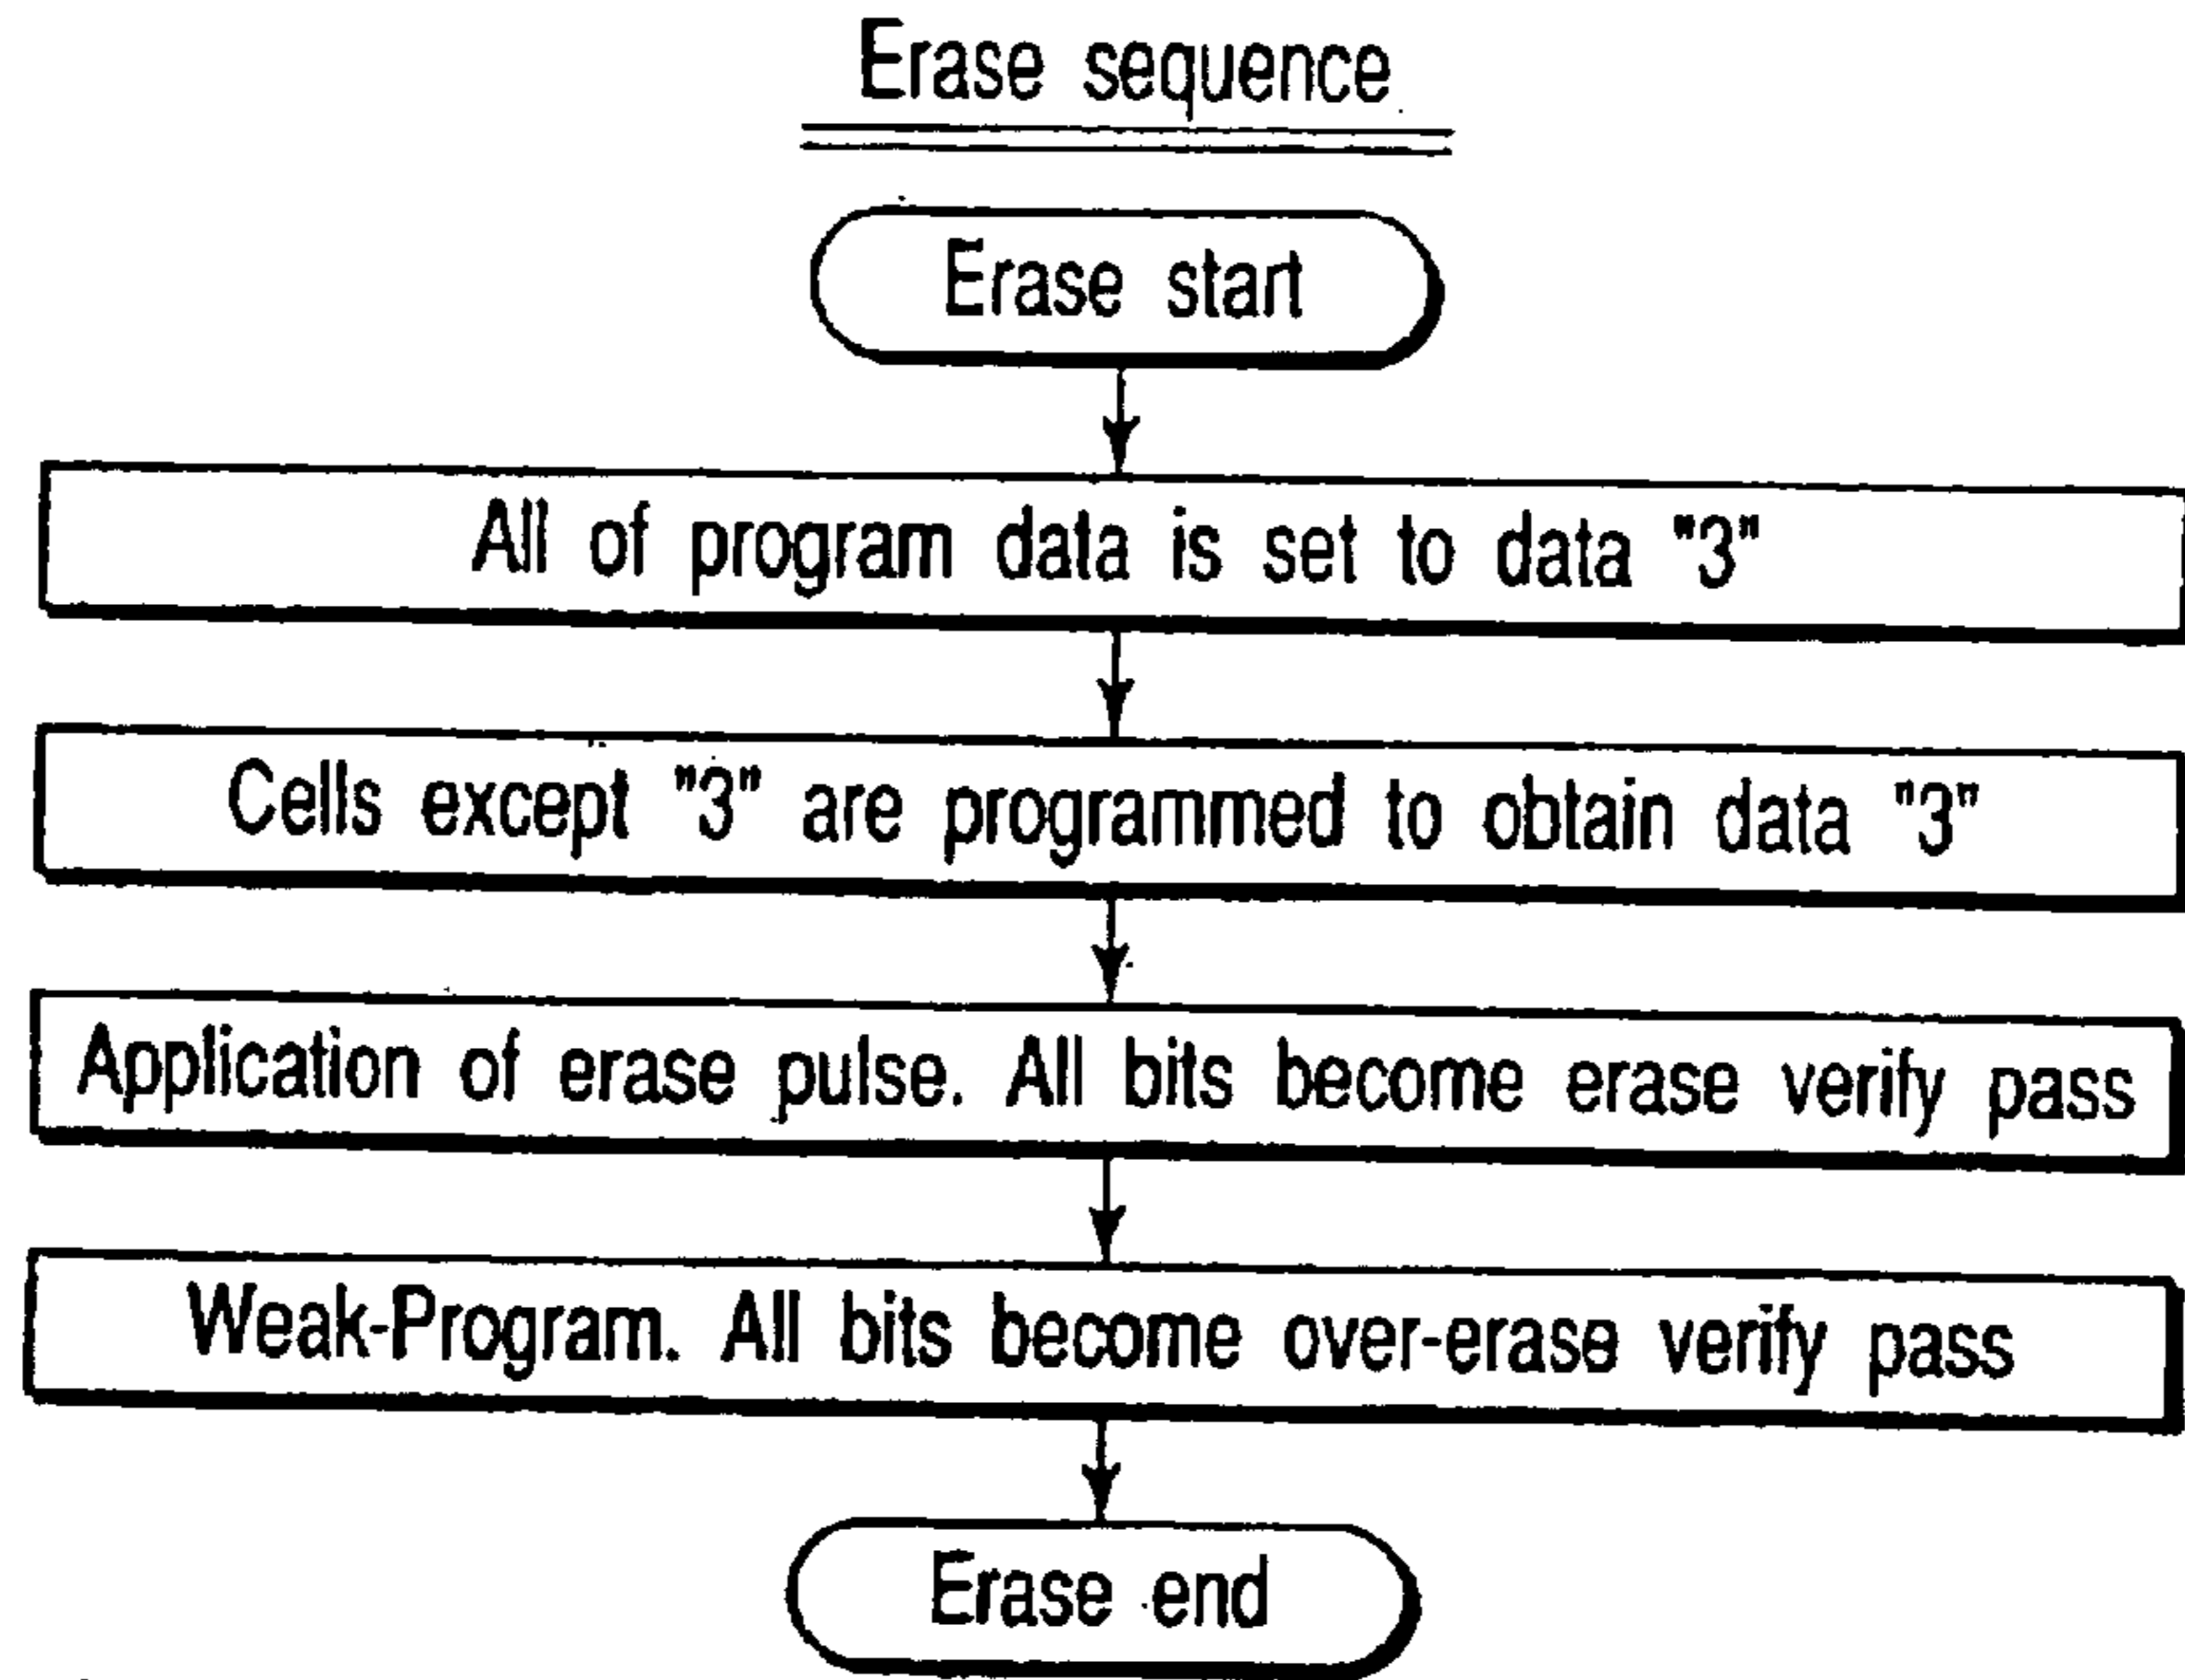 Erase sequence
Erase start
All of program data is set to data "3"
Cells except "3" are programmed to obtain data "3"
Application of erase pulse. All bits become erase verify pass
Weak-Program. All bits become over-erase verify pass
Erase end